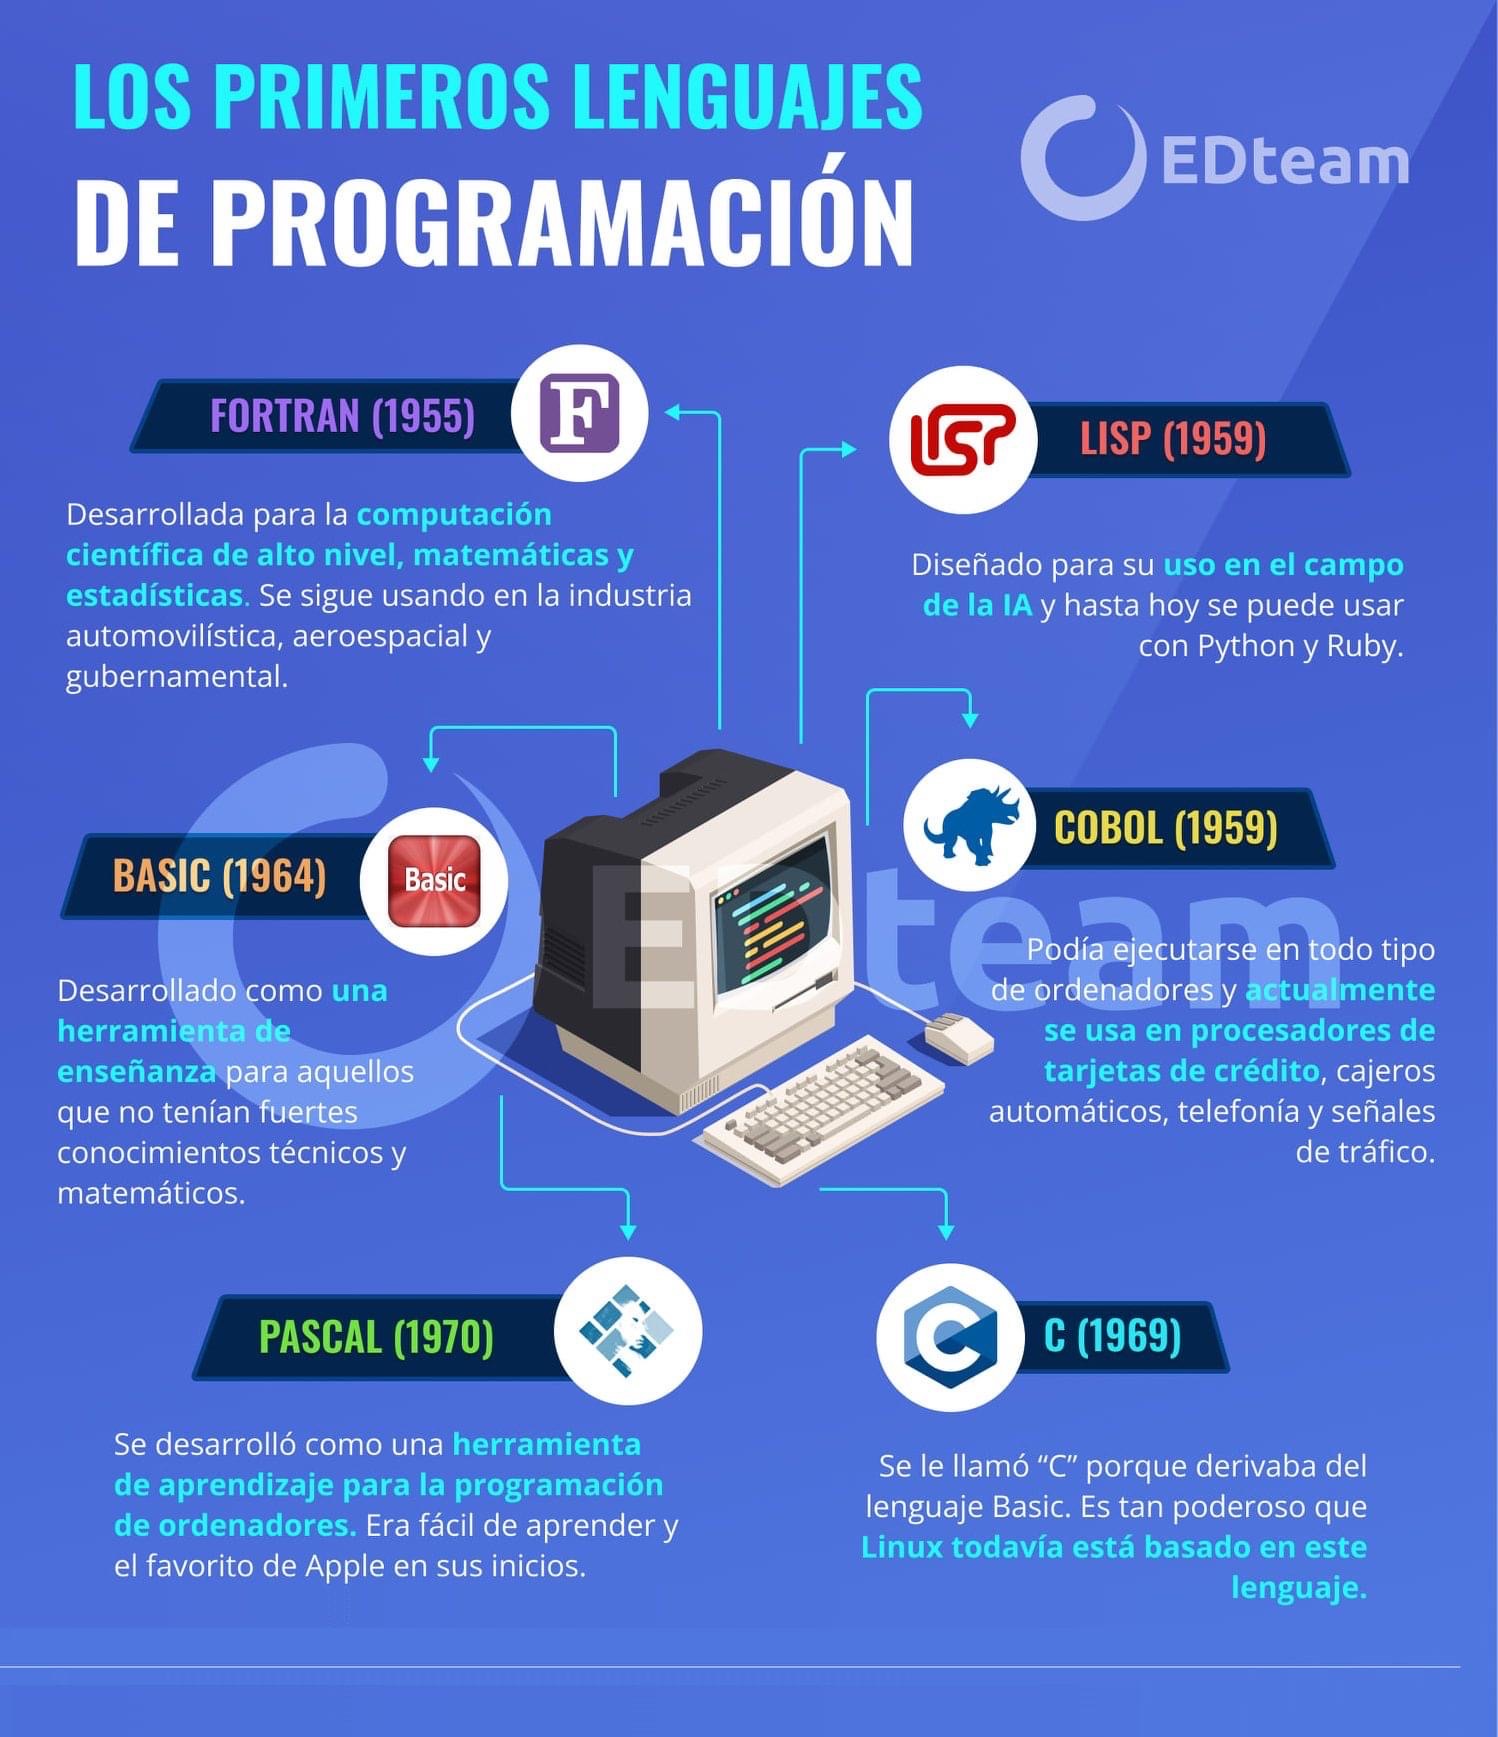 LOS PRIMEROS LENGUAJES
DE PROGRAMACIÓN
EDteam
FORTRAN (1955)
F
Desarrollada para la computación
científica de alto nivel, matemáticas y
estadísticas. Se sigue usando en la industria
automovilística, aeroespacial y
gubernamental.
LISP
LISP (1959)
Diseñado para su uso en el campo
de la IA y hasta hoy se puede usar
con Python y Ruby.
BASIC (1964)
Basic
Desarrollado como una
herramienta de
enseñanza para aquellos
que no tenían fuertes
conocimientos técnicos y
matemáticos.
COBOL (1959)
Podía ejecutarse en todo tipo
de ordenadores y actualmente
se usa en procesadores de
tarjetas de crédito, cajeros
automáticos, telefonía y señales
de tráfico.
EDteam
PASCAL (1970)
Se desarrolló como una herramienta
de aprendizaje para la programación
de ordenadores. Era fácil de aprender y
el favorito de Apple en sus inicios.
C
C (1969)
Se le llamó “C” porque derivaba del
lenguaje Basic. Es tan poderoso que
Linux todavía está basado en este
lenguaje.